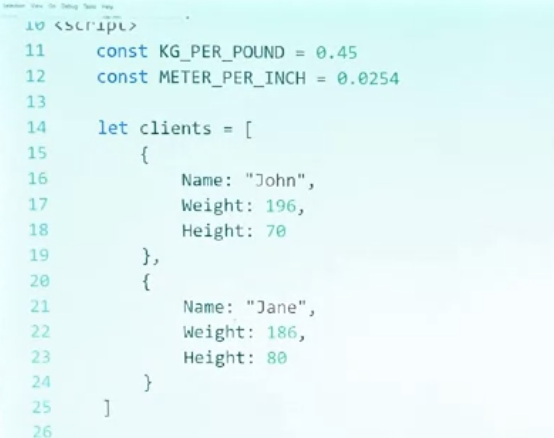 Selection View Go Debug Tasks Help
10 <script>
11 const KG_PER_POUND = 0.45
12 const METER_PER_INCH = 0.0254
13
14 let clients = [
15 {
16 Name: "John",
17 Weight: 196,
18 Height: 70
19 },
20 {
21 Name: "Jane",
22 Weight: 186,
23 Height: 80
24 }
25 ]
26